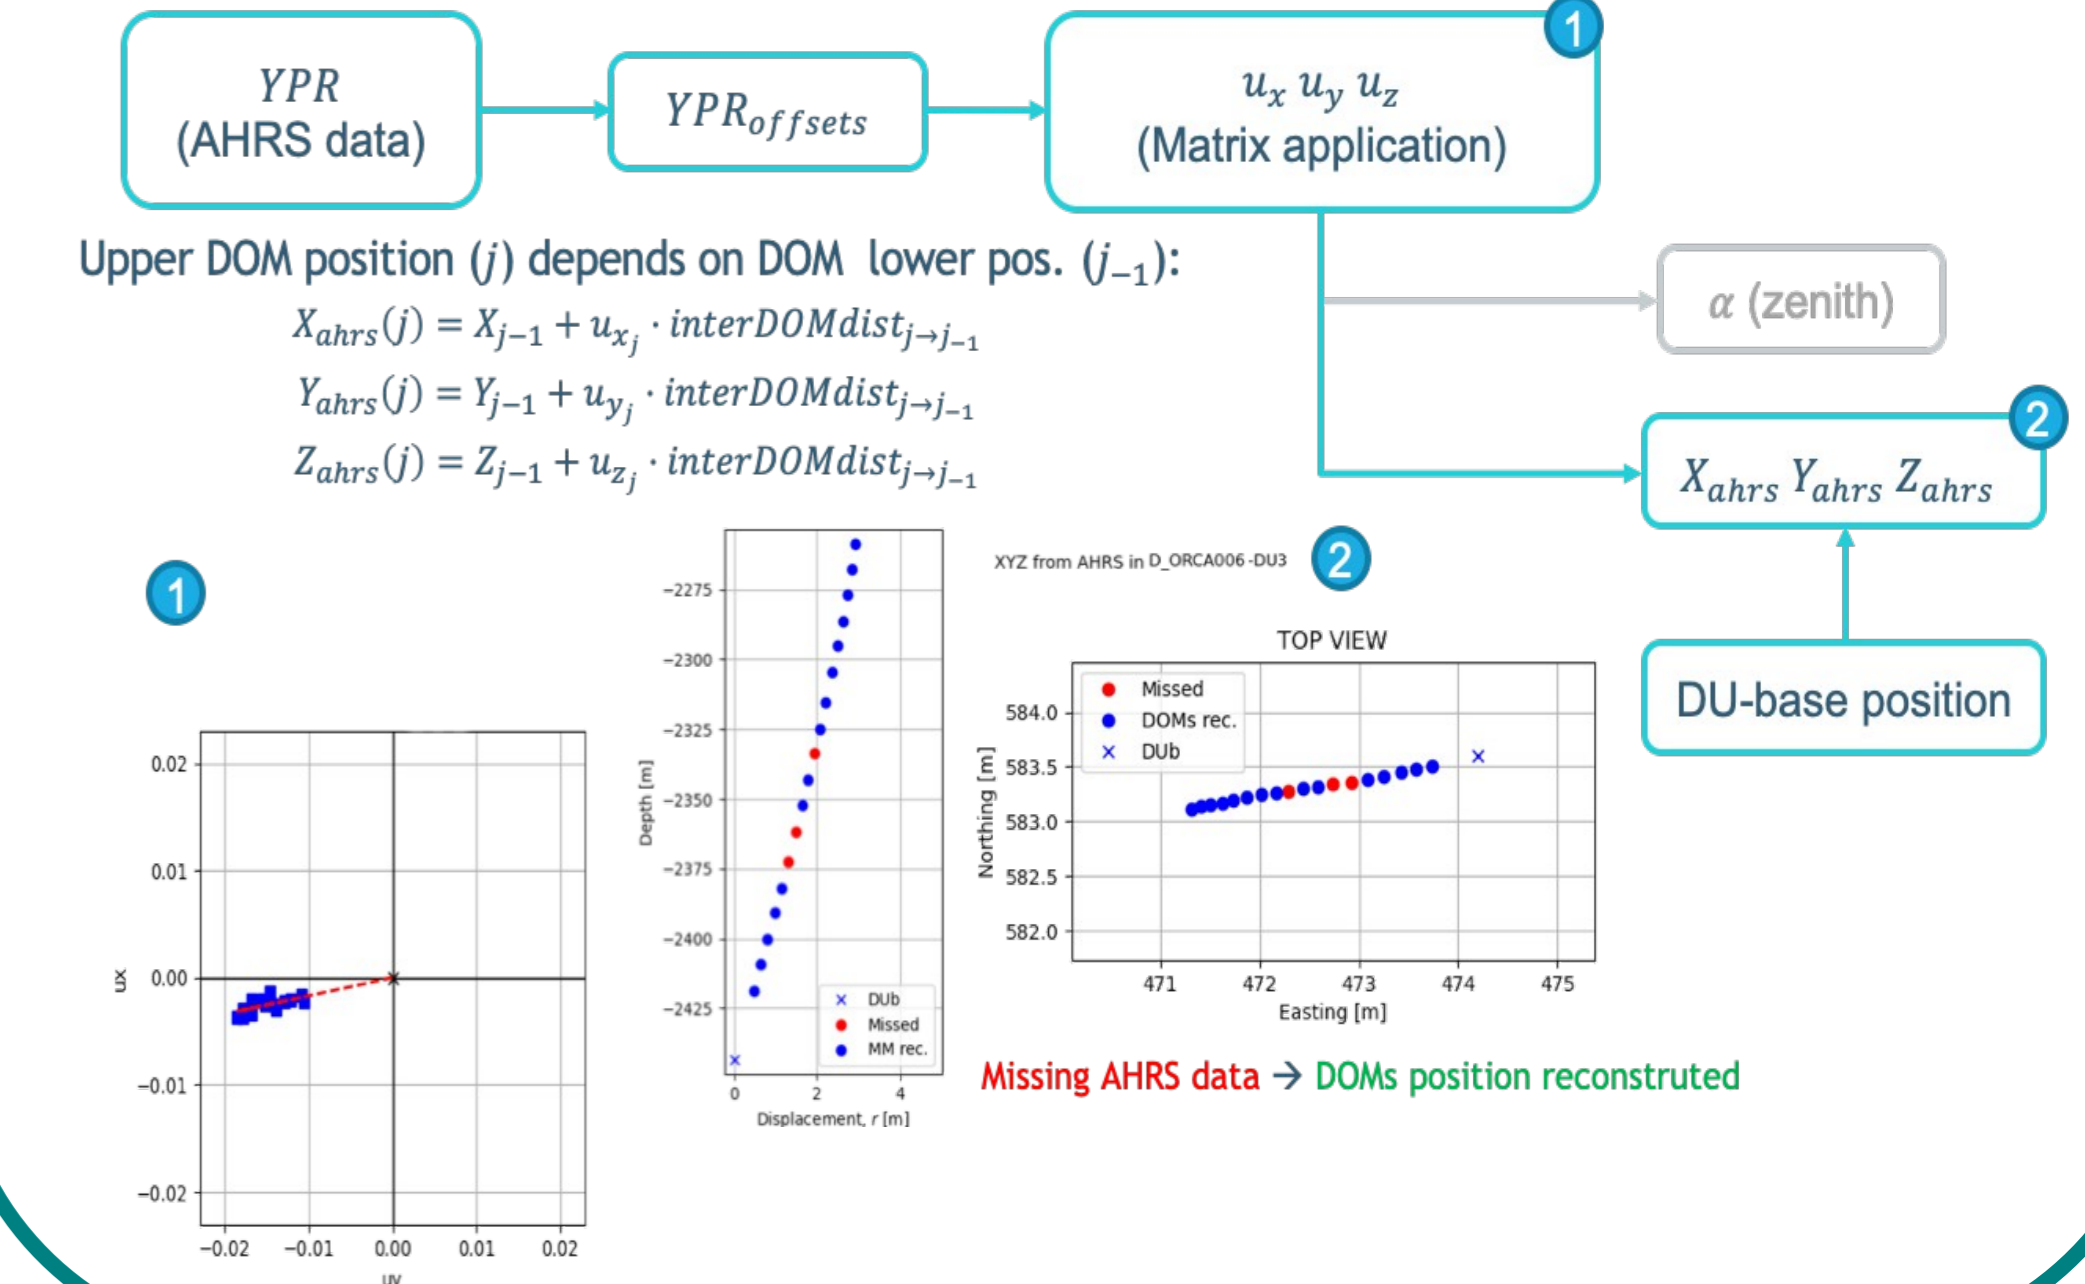 1
YPR
(AHRS data)
YPR_offsets
u_x u_y u_z
(Matrix application)
Upper DOM position (j) depends on DOM lower pos. (j_−1):
X_ahrs(j) = X_j−1 + u_x_j · interDOMdist_j→j_−1
Y_ahrs(j) = Y_j−1 + u_y_j · interDOMdist_j→j_−1
Z_ahrs(j) = Z_j−1 + u_z_j · interDOMdist_j→j_−1
α (zenith)
2
X_ahrs Y_ahrs Z_ahrs
DU-base position
1
0.02
0.01
0.00
−0.01
−0.02
ux
−0.02 −0.01 0.00 0.01 0.02
uy
−2275
−2300
−2325
−2350
−2375
−2400
−2425
Depth [m]
DUb
Missed
MM rec.
0 2 4
Displacement, r [m]
XYZ from AHRS in D_ORCA006-DU3
2
TOP VIEW
Missed
DOMs rec.
DUb
584.0
583.5
583.0
582.5
582.0
Northing [m]
471 472 473 474 475
Easting [m]
Missing AHRS data → DOMs position reconstruted